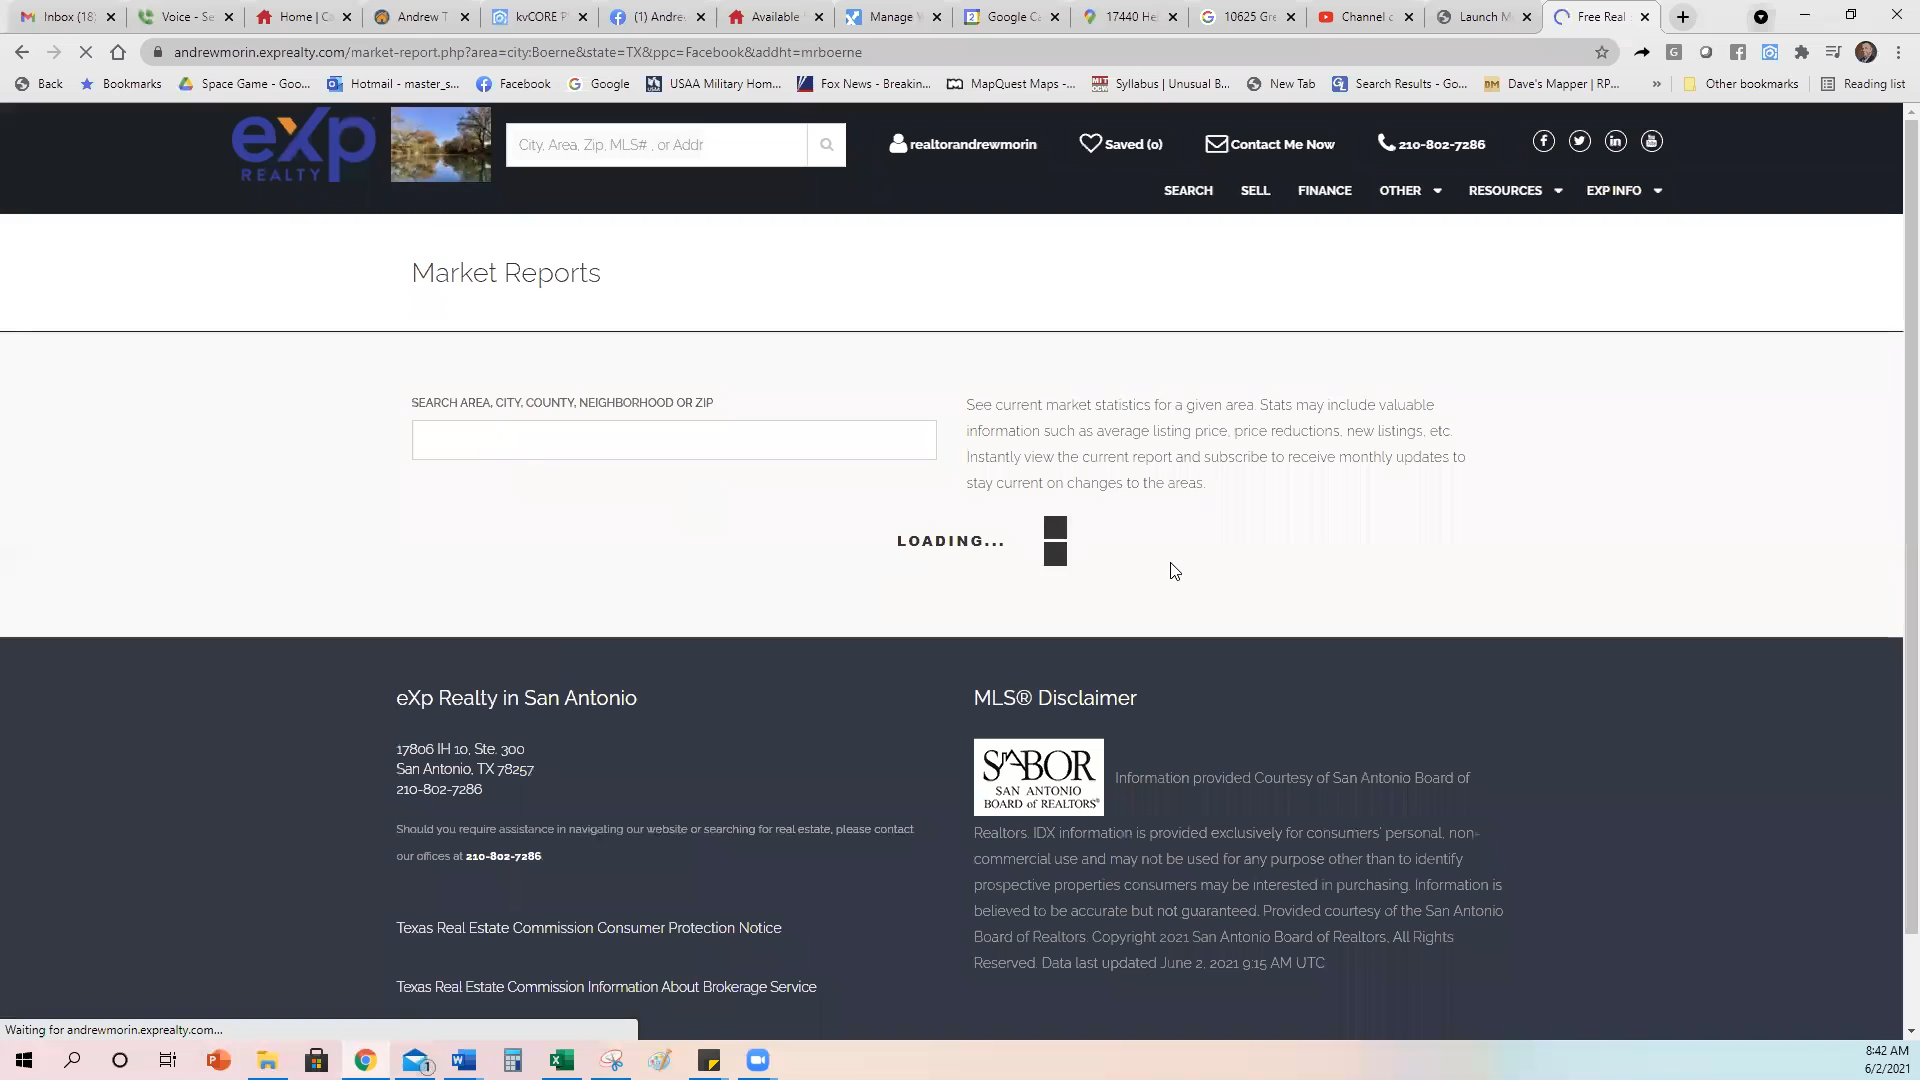 Inbox (18)
Voice - Se
Home | Ca
Andrew T
kvCORE P
(1) Andre
Available
Manage V
Google Ca
17440 He
10625 Gre
Channel c
Launch M
Free Real
andrewmorin.exprealty.com/market-report.php?area=city:Boerne&state=TX&ppc=Facebook&addht=mrboerne
Back
Bookmarks
Space Game - Goo...
Hotmail - master_s...
Facebook
Google
USAA Military Hom...
Fox News - Breakin...
MapQuest Maps -...
Syllabus | Unusual B...
New Tab
Search Results - Go...
Dave's Mapper | RP...
»
Other bookmarks
Reading list
eXp
REALTY
City, Area, Zip, MLS# , or Addr
realtorandrewmorin
Saved (0)
Contact Me Now
210-802-7286
SEARCH
SELL
FINANCE
OTHER
RESOURCES
EXP INFO
Market Reports
SEARCH AREA, CITY, COUNTY, NEIGHBORHOOD OR ZIP
See current market statistics for a given area. Stats may include valuable
information such as average listing price, price reductions, new listings, etc.
Instantly view the current report and subscribe to receive monthly updates to
stay current on changes to the areas.
LOADING...
eXp Realty in San Antonio
17806 IH 10, Ste. 300
San Antonio, TX 78257
210-802-7286
Should you require assistance in navigating our website or searching for real estate, please contact
our offices at 210-802-7286.
Texas Real Estate Commission Consumer Protection Notice
Texas Real Estate Commission Information About Brokerage Service
MLS® Disclaimer
SABOR
SAN ANTONIO
BOARD of REALTORS®
Information provided Courtesy of San Antonio Board of
Realtors. IDX information is provided exclusively for consumers' personal, non-
commercial use and may not be used for any purpose other than to identify
prospective properties consumers may be interested in purchasing. Information is
believed to be accurate but not guaranteed. Provided courtesy of the San Antonio
Board of Realtors. Copyright 2021 San Antonio Board of Realtors, All Rights
Reserved. Data last updated June 2, 2021 9:15 AM UTC
Waiting for andrewmorin.exprealty.com...
8:42 AM
6/2/2021